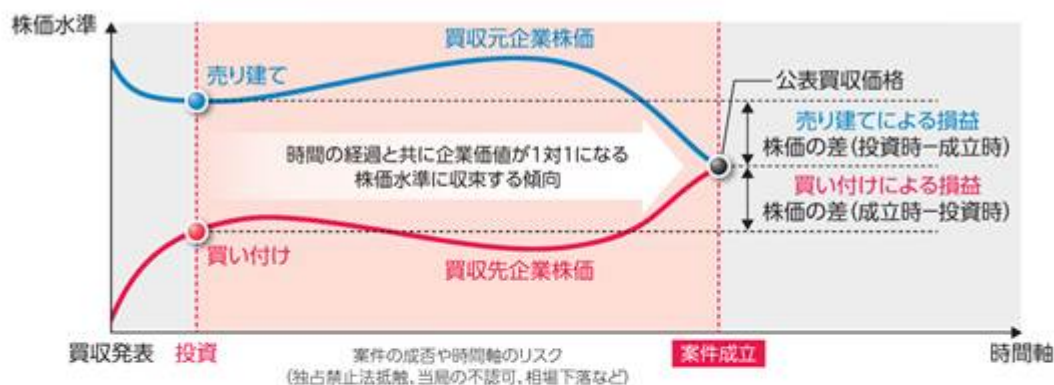 株価水準
買収元企業株価
売り建て
公表買収価格
売り建てによる損益
株価の差(投資時ー成立時)
時間の経過と共に企業価値が1対1になる
株価水準に収束する傾向
買い付けによる損益
株価の差(成立時ー投資時)
買い付け
買収先企業株価
買収発表
投資
案件の成否や時間軸のリスク
(独占禁止法抵触、当局の不認可、相場下落など)
案件成立
時間軸